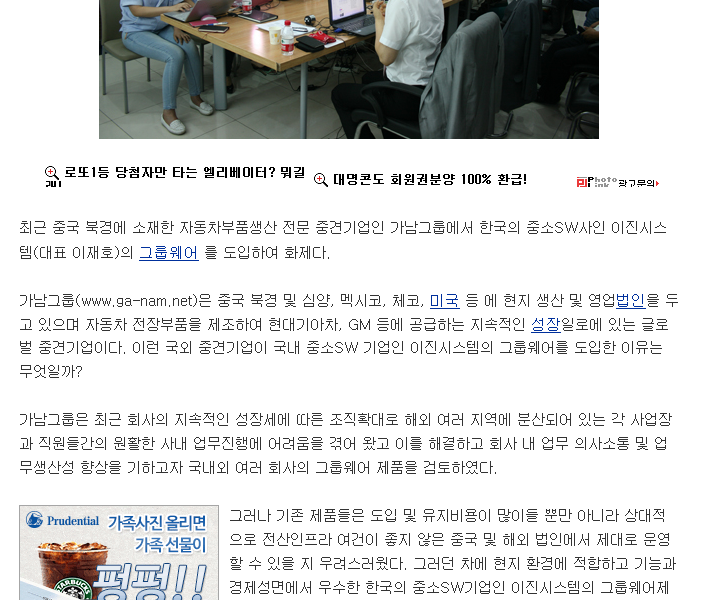 로또1등 당첨자만 타는 엘리베이터? 뭐길
대명콘도 회원권분양 100% 환급!
Photo
link 광고문의
최근 중국 북경에 소재한 자동차부품생산 전문 중견기업인 가남그룹에서 한국의 중소SW사인 이진시스
템(대표 이재호)의 그룹웨어 를 도입하여 화제다.
가남그룹(www.ga-nam.net)은 중국 북경 및 심양, 멕시코, 체코, 미국 등 에 현지 생산 및 영업법인을 두
고 있으며 자동차 전장부품을 제조하여 현대기아차, GM 등에 공급하는 지속적인 성장일로에 있는 글로
벌 중견기업이다. 이런 국외 중견기업이 국내 중소SW 기업인 이진시스템의 그룹웨어를 도입한 이유는
무엇일까?
가남그룹은 최근 회사의 지속적인 성장세에 따른 조직확대로 해외 여러 지역에 분산되어 있는 각 사업장
과 직원들간의 원활한 사내 업무진행에 어려움을 겪어 왔고 이를 해결하고 회사 내 업무 의사소통 및 업
무생산성 향상을 기하고자 국내외 여러 회사의 그룹웨어 제품을 검토하였다.
Prudential 가족사진 올리면
가족 선물이
펑펑!!
STARBUCKS
그러나 기존 제품들은 도입 및 유지비용이 많이들 뿐만 아니라 상대적
으로 전산인프라 여건이 좋지 않은 중국 및 해외 법인에서 제대로 운영
할 수 있을 지 우려스러웠다. 그러던 차에 현지 환경에 적합하고 기능과
경제성면에서 우수한 한국의 중소SW기업인 이진시스템의 그룹웨어제